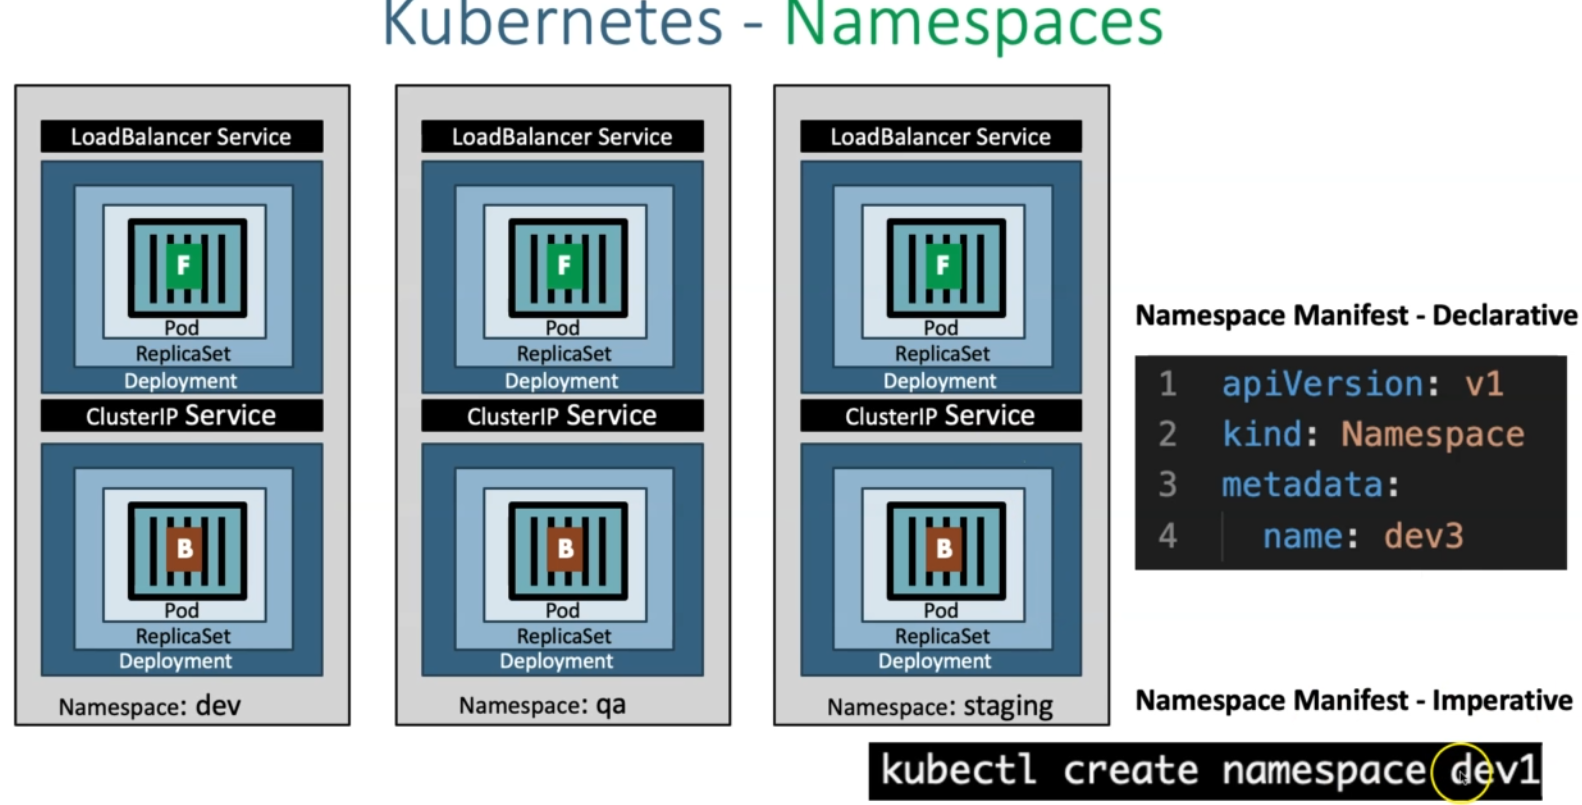 Kubernetes - Namespaces
LoadBalancer Service
F
Pod
ReplicaSet
Deployment
ClusterIP Service
B
Pod
ReplicaSet
Deployment
Namespace: dev
LoadBalancer Service
F
Pod
ReplicaSet
Deployment
ClusterIP Service
B
Pod
ReplicaSet
Deployment
Namespace: qa
LoadBalancer Service
F
Pod
ReplicaSet
Deployment
ClusterIP Service
B
Pod
ReplicaSet
Deployment
Namespace: staging
Namespace Manifest - Declarative
1 apiVersion: v1
2 kind: Namespace
3 metadata:
4 name: dev3
Namespace Manifest - Imperative
kubectl create namespace dev1